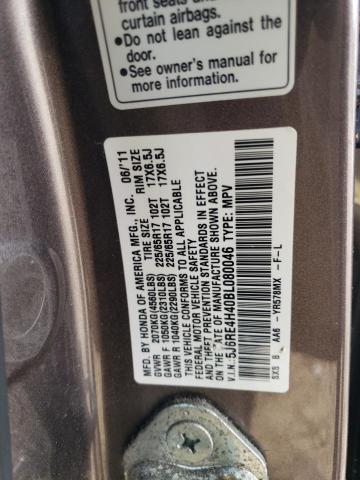 front seats and
curtain airbags.
•Do not lean against the
door.
•See owner's manual for
more information.
MFD. BY HONDA OF AMERICA MFG., INC. 06/'11
TIRE SIZE RIM SIZE
GVWR 2070KG(4560LBS)
GAWR F 1050KG(2310LBS) 225/65R17 102T 17X6.5J
GAWR R 1040KG(2290LBS) 225/65R17 102T 17X6.5J
THIS VEHICLE CONFORMS TO ALL APPLICABLE
FEDERAL MOTOR VEHICLE SAFETY AND
THEFT PREVENTION STANDARDS IN EFFECT
ON THE DATE OF MANUFACTURE SHOWN ABOVE.
V.I.N. 5J6RE4H40BL080046 TYPE: MPV
SXS B AA6 -YR578MX -F-L